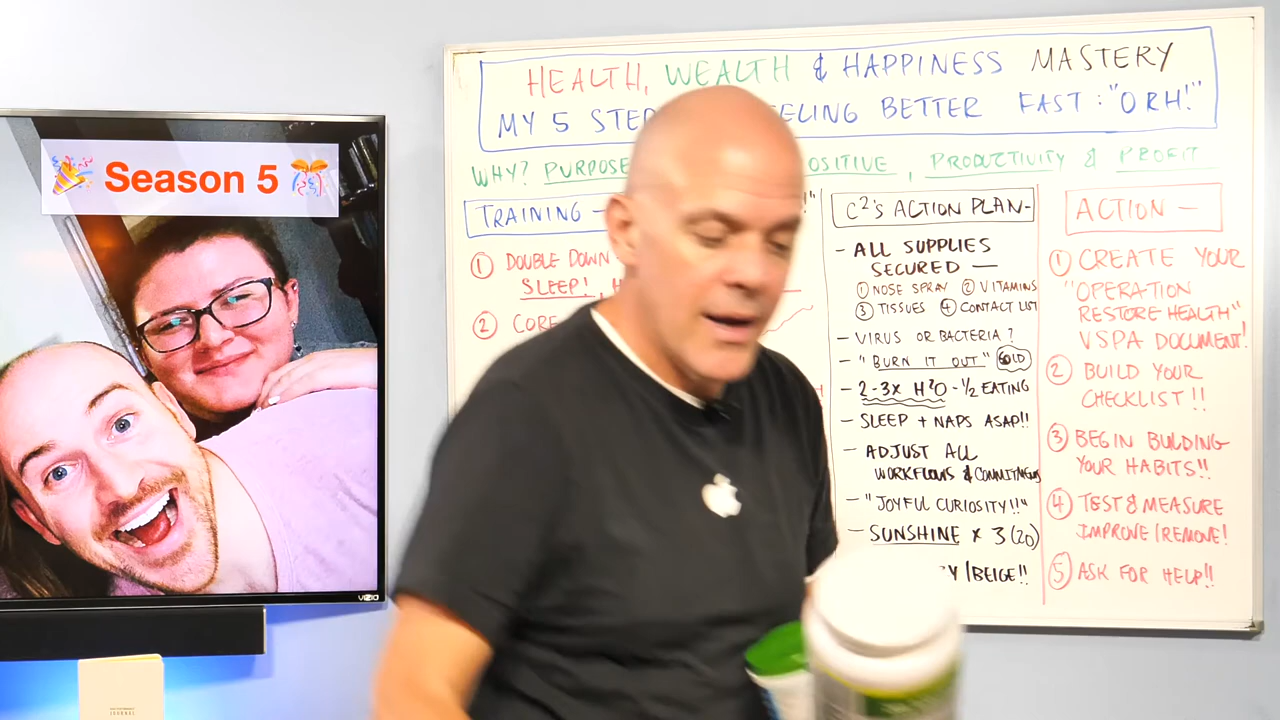 Season 5
VIZIO
JOURNAL
HEALTH, WEALTH & HAPPINESS MASTERY
MY 5 STEP ELING BETTER FAST: "ORH!"
WHY? PURPOSE OSITIVE, PRODUCTIVITY & PROFIT
TRAINING –
① DOUBLE DOWN
SLEEP!,
② CORE
C²'s ACTION PLAN-
- ALL SUPPLIES
SECURED —
① NOSE SPRAY ② VITAMINS
③ TISSUES ④ CONTACT LIST
- VIRUS OR BACTERIA?
- "BURN IT OUT"
- 2-3x H²O - ½ EATING
- SLEEP + NAPS ASAP!!
- ADJUST ALL
WORKFLOWS & COMMITMENTS
- "JOYFUL CURIOSITY!!"
- SUNSHINE x 3 (20)
Y/BEIGE!!
ACTION —
① CREATE YOUR
"OPERATION
RESTORE HEALTH"
VSPA DOCUMENT!
② BUILD YOUR
CHECKLIST!!
③ BEGIN BUILDING
YOUR HABITS!!
④ TEST & MEASURE
IMPROVE/REMOVE!
⑤ ASK FOR HELP!!